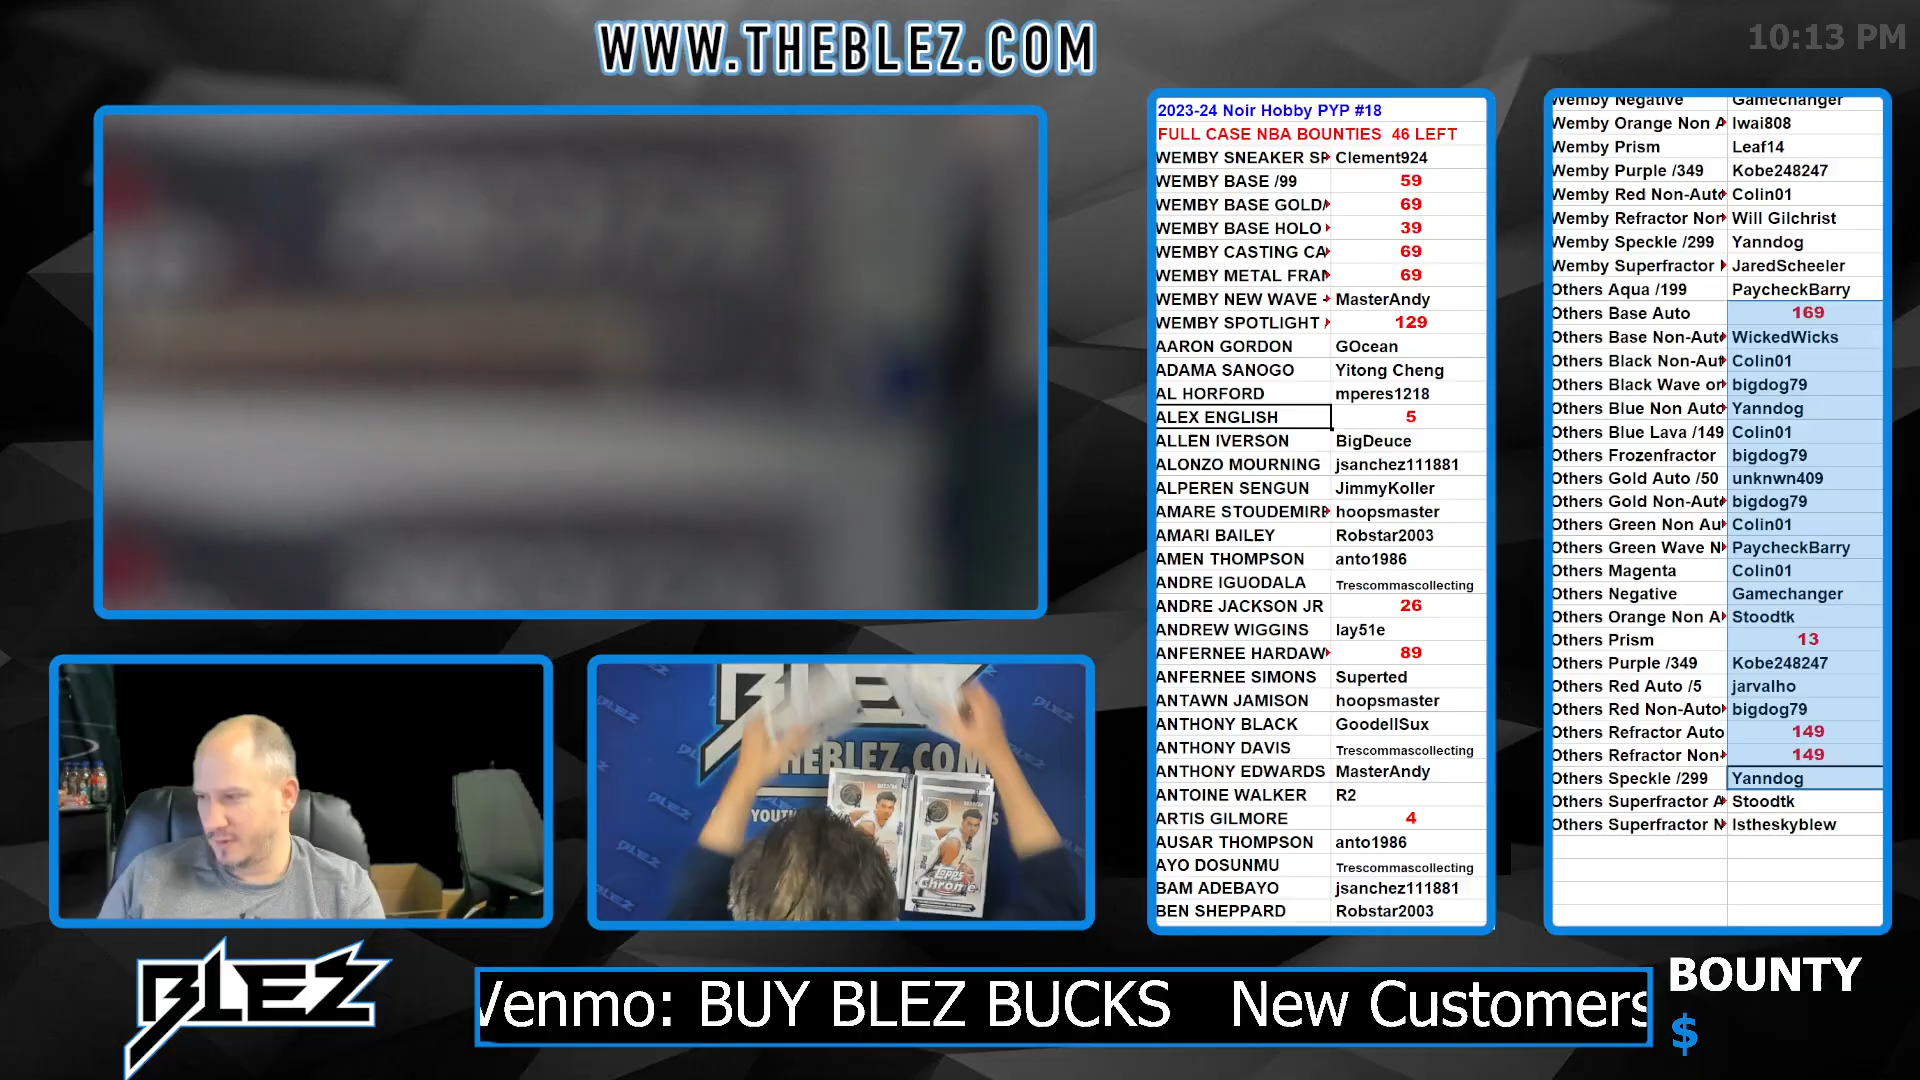 WWW.THEBLEZ.COM
10:13 PM
2023-24 Noir Hobby PYP #18
FULL CASE NBA BOUNTIES 46 LEFT
WEMBY SNEAKER SP Clement924
WEMBY BASE /99 59
WEMBY BASE GOLD/ 69
WEMBY BASE HOLO 39
WEMBY CASTING CA 69
WEMBY METAL FRAM 69
WEMBY NEW WAVE - MasterAndy
WEMBY SPOTLIGHT / 129
AARON GORDON GOcean
ADAMA SANOGO Yitong Cheng
AL HORFORD mperes1218
ALEX ENGLISH 5
ALLEN IVERSON BigDeuce
ALONZO MOURNING jsanchez111881
ALPEREN SENGUN JimmyKoller
AMARE STOUDEMIRE hoopsmaster
AMARI BAILEY Robstar2003
AMEN THOMPSON anto1986
ANDRE IGUODALA Trescommascollecting
ANDRE JACKSON JR 26
ANDREW WIGGINS lay51e
ANFERNEE HARDAW 89
ANFERNEE SIMONS Superted
ANTAWN JAMISON hoopsmaster
ANTHONY BLACK GoodellSux
ANTHONY DAVIS Trescommascollecting
ANTHONY EDWARDS MasterAndy
ANTOINE WALKER R2
ARTIS GILMORE 4
AUSAR THOMPSON anto1986
AYO DOSUNMU Trescommascollecting
BAM ADEBAYO jsanchez111881
BEN SHEPPARD Robstar2003
Wemby Negative Gamechanger
Wemby Orange Non A Iwai808
Wemby Prism Leaf14
Wemby Purple /349 Kobe248247
Wemby Red Non-Auto Colin01
Wemby Refractor Non Will Gilchrist
Wemby Speckle /299 Yanndog
Wemby Superfractor JaredScheeler
Others Aqua /199 PaycheckBarry
Others Base Auto 169
Others Base Non-Aut WickedWicks
Others Black Non-Aut Colin01
Others Black Wave or bigdog79
Others Blue Non Auto Yanndog
Others Blue Lava /149 Colin01
Others Frozenfractor bigdog79
Others Gold Auto /50 unknwn409
Others Gold Non-Aut bigdog79
Others Green Non Au Colin01
Others Green Wave N PaycheckBarry
Others Magenta Colin01
Others Negative Gamechanger
Others Orange Non A Stoodtk
Others Prism 13
Others Purple /349 Kobe248247
Others Red Auto /5 jarvalho
Others Red Non-Auto bigdog79
Others Refractor Auto 149
Others Refractor Non- 149
Others Speckle /299 Yanndog
Others Superfractor A Stoodtk
Others Superfractor N Istheskyblew
BLEZ
THEBLEZ.COM
YOUT
TOPPS
Chrome
BLEZ
Venmo: BUY BLEZ BUCKS New Customers
BOUNTY
$